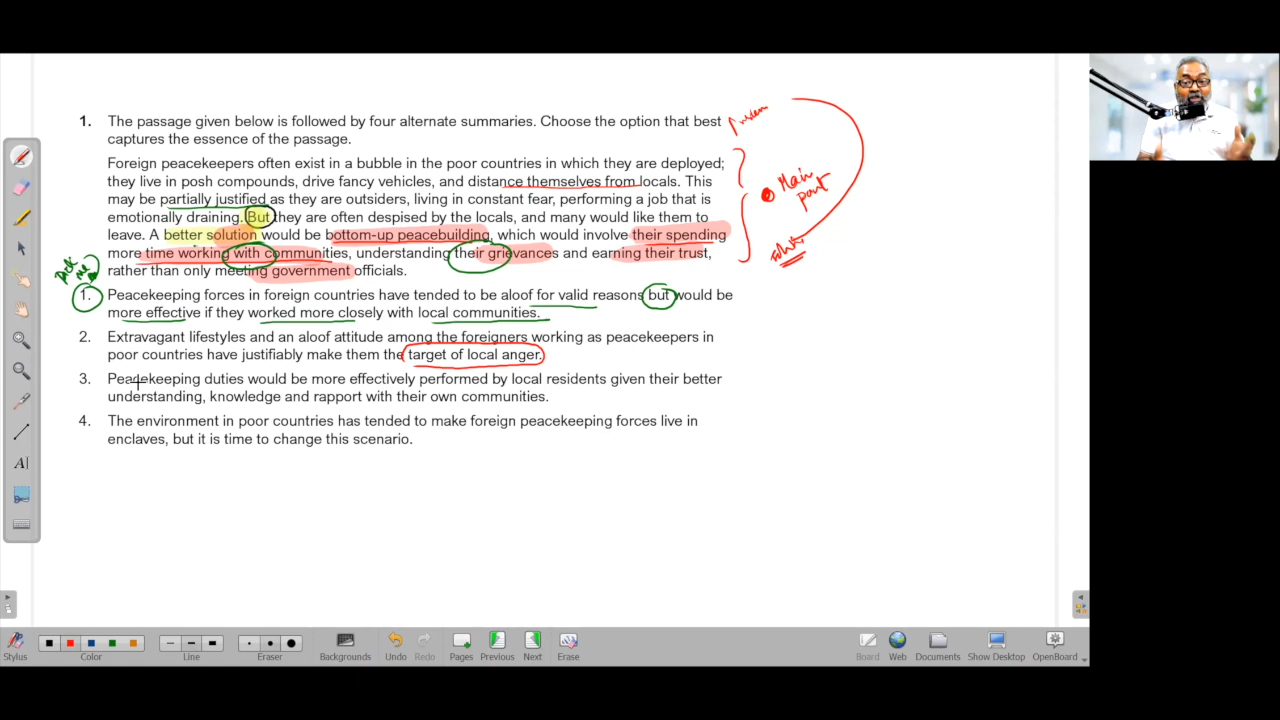 1. The passage given below is followed by four alternate summaries. Choose the option that best
captures the essence of the passage.
Foreign peacekeepers often exist in a bubble in the poor countries in which they are deployed;
they live in posh compounds, drive fancy vehicles, and distance themselves from locals. This
may be partially justified as they are outsiders, living in constant fear, performing a job that is
emotionally draining. But they are often despised by the locals, and many would like them to
leave. A better solution would be bottom-up peacebuilding, which would involve their spending
more time working with communities, understanding their grievances and earning their trust,
rather than only meeting government officials.
Main
1. Peacekeeping forces in foreign countries have tended to be aloof for valid reasons but would be
more effective if they worked more closely with local communities.
2. Extravagant lifestyles and an aloof attitude among the foreigners working as peacekeepers in
poor countries have justifiably make them the target of local anger.
3. Peacekeeping duties would be more effectively performed by local residents given their better
understanding, knowledge and rapport with their own communities.
4. The environment in poor countries has tended to make foreign peacekeeping forces live in
enclaves, but it is time to change this scenario.
A
Stylus Color Line Eraser Backgrounds Undo Redo Pages Previous Next Erase Board Web Documents Show Desktop OpenBoard